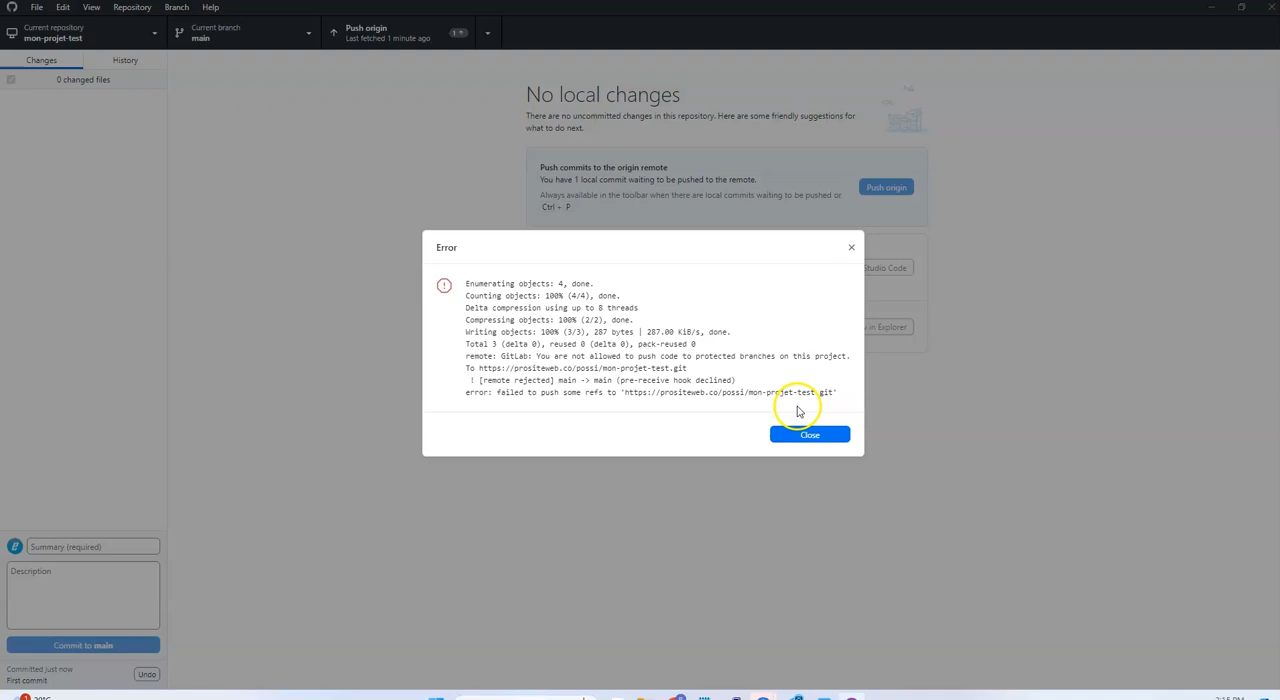 File Edit View Repository Branch Help
Current repository
mon-projet-test
Current branch
main
Push origin
Last fetched 1 minute ago
1
Changes History
0 changed files
No local changes
There are no uncommitted changes in this repository. Here are some friendly suggestions for
what to do next.
Push commits to the origin remote
You have 1 local commit waiting to be pushed to the remote.
Always available in the toolbar when there are local commits waiting to be pushed or
Ctrl + P
Push origin
Studio Code
in Explorer
Error
Enumerating objects: 4, done.
Counting objects: 100% (4/4), done.
Delta compression using up to 8 threads
Compressing objects: 100% (2/2), done.
Writing objects: 100% (3/3), 287 bytes | 287.00 KiB/s, done.
Total 3 (delta 0), reused 0 (delta 0), pack-reused 0
remote: GitLab: You are not allowed to push code to protected branches on this project.
To https://prositeweb.co/possi/mon-projet-test.git
! [remote rejected] main -> main (pre-receive hook declined)
error: failed to push some refs to 'https://prositeweb.co/possi/mon-projet-test.git'
Close
Summary (required)
Description
Commit to main
Committed just now
First commit
Undo